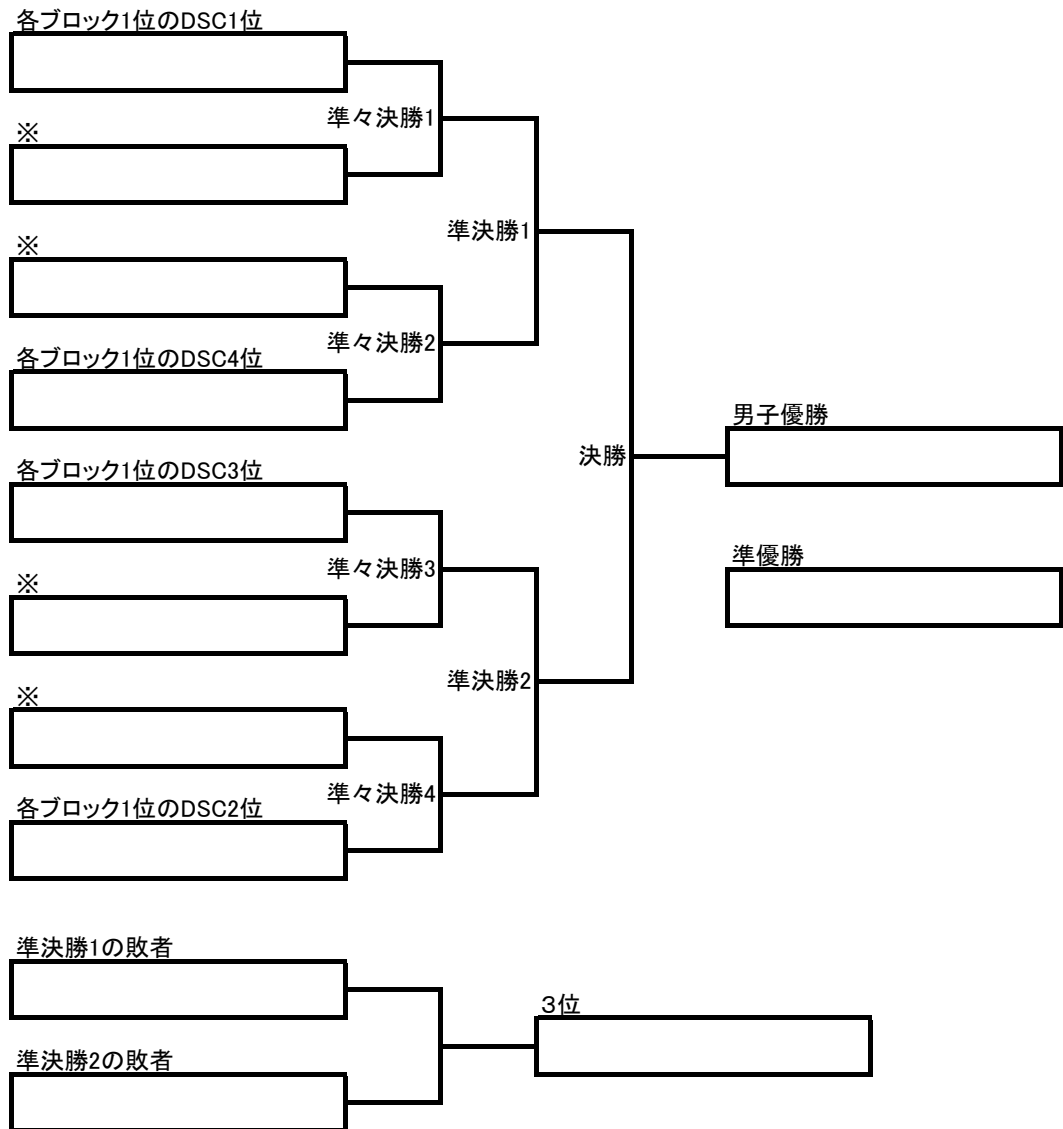 各ブロック1位のDSC1位
準々決勝1
※
準決勝1
※
準々決勝2
各ブロック1位のDSC4位
男子優勝
決勝
各ブロック1位のDSC3位
準々決勝3
準優勝
※
準決勝2
※
準々決勝4
各ブロック1位のDSC2位
準決勝1の敗者
３位
準決勝2の敗者